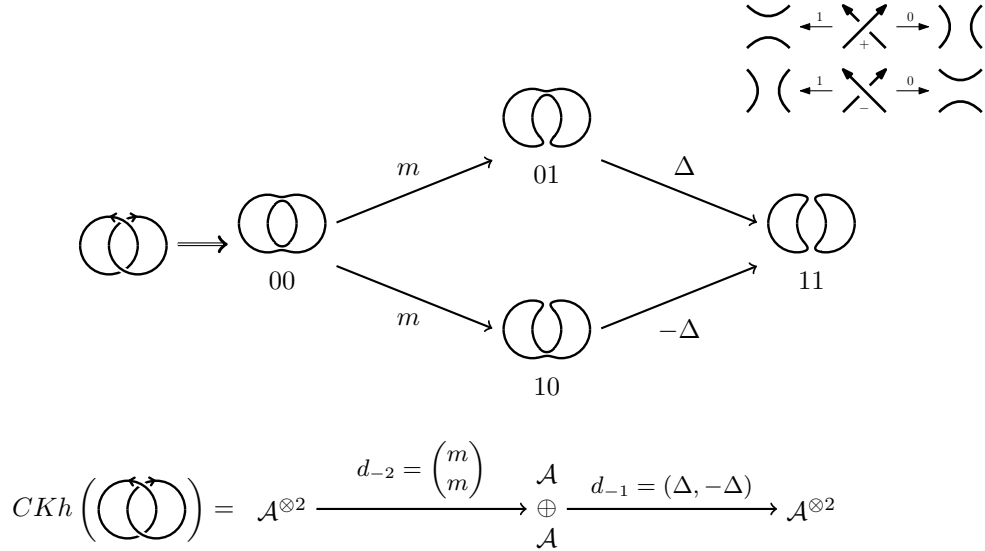 1 + 0
1 − 0
01
m Δ
00 11
m −Δ
10
CKh ( ) = 𝒜^{⊗2} d_{−2} = (m m) 𝒜 ⊕ 𝒜 d_{−1} = (Δ, −Δ) 𝒜^{⊗2}